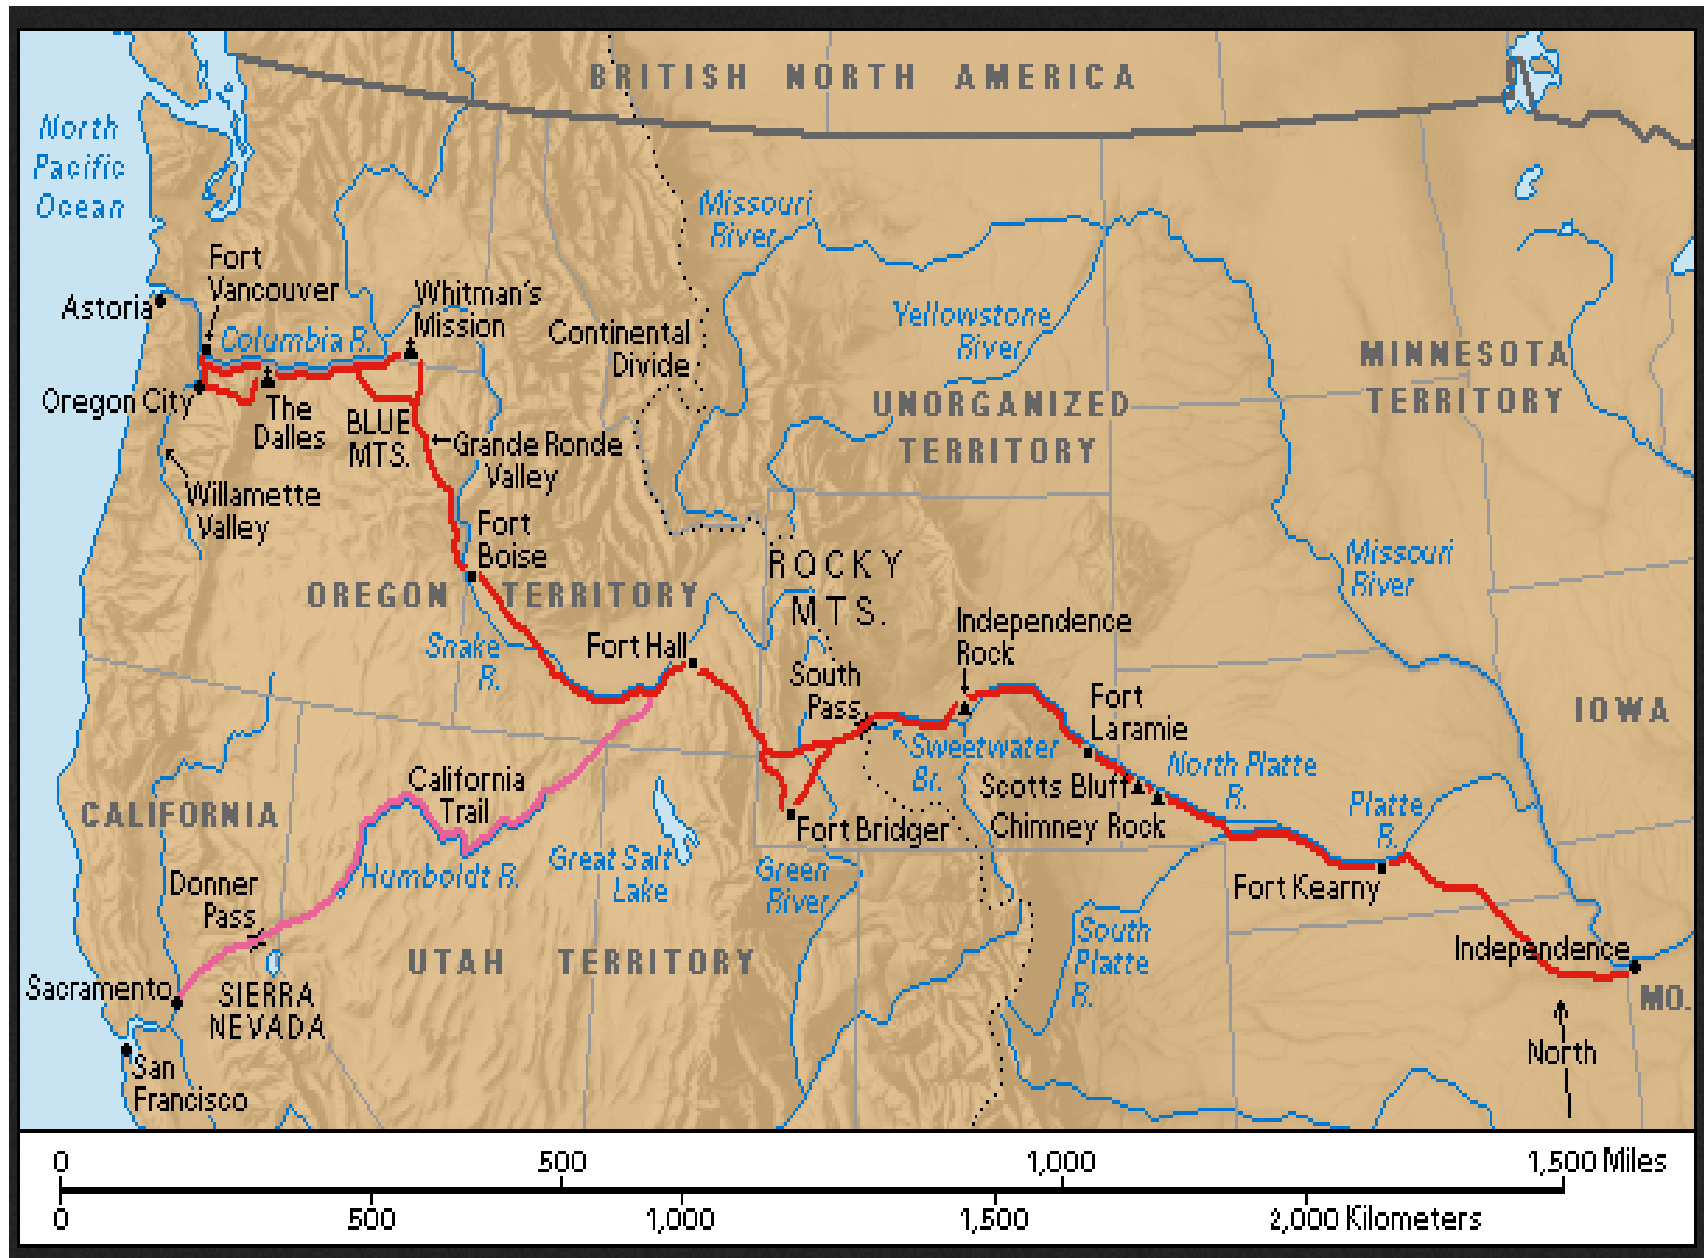 BRITISH NORTH AMERICA
North
Pacific
Ocean
Missouri
River
Fort
Vancouver
Astoria
Whitman's
Mission
Columbia R.
Continental
Divide
Yellowstone
River
MINNESOTA
TERRITORY
Oregon City
The
Dalles
BLUE
MTS.
Grande Ronde
Valley
UNORGANIZED
TERRITORY
Willamette
Valley
Fort
Boise
ROCKY
MTS.
Missouri
River
OREGON TERRITORY
Snake
R.
Fort Hall
Independence
Rock
South
Pass
Fort
Laramie
IOWA
Sweetwater
Br.
North Platte
R.
California
Trail
Scotts Bluff
Platte
R.
CALIFORNIA
Fort Bridger
Chimney Rock
Humboldt R.
Great Salt
Lake
Green
River
Fort Kearny
Donner
Pass
South
Platte
R.
Independence
UTAH TERRITORY
Sacramento
SIERRA
NEVADA
MO.
North
San
Francisco
0 500 1,000 1,500 Miles
0 500 1,000 1,500 2,000 Kilometers